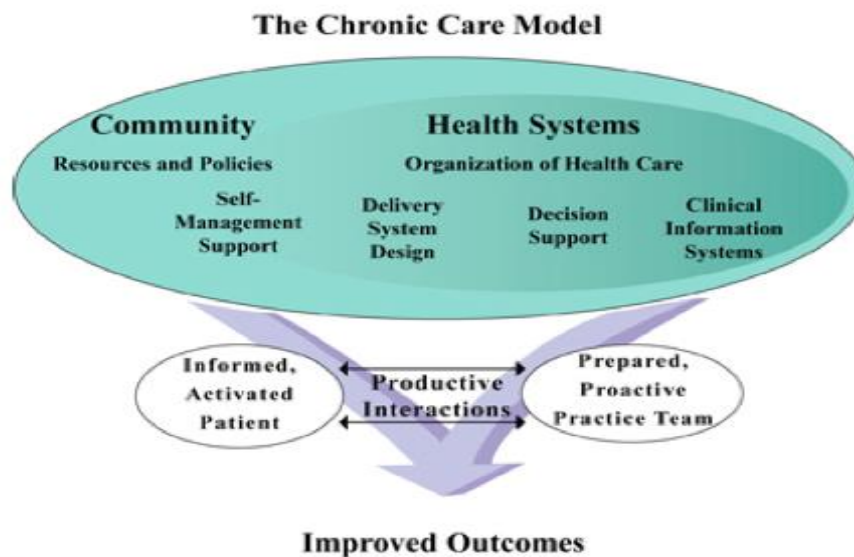 The Chronic Care Model
Community
Resources and Policies
Health Systems
Organization of Health Care
Self-
Management
Support
Delivery
System
Design
Decision
Support
Clinical
Information
Systems
Informed,
Activated
Patient
Productive
Interactions
Prepared,
Proactive
Practice Team
Improved Outcomes